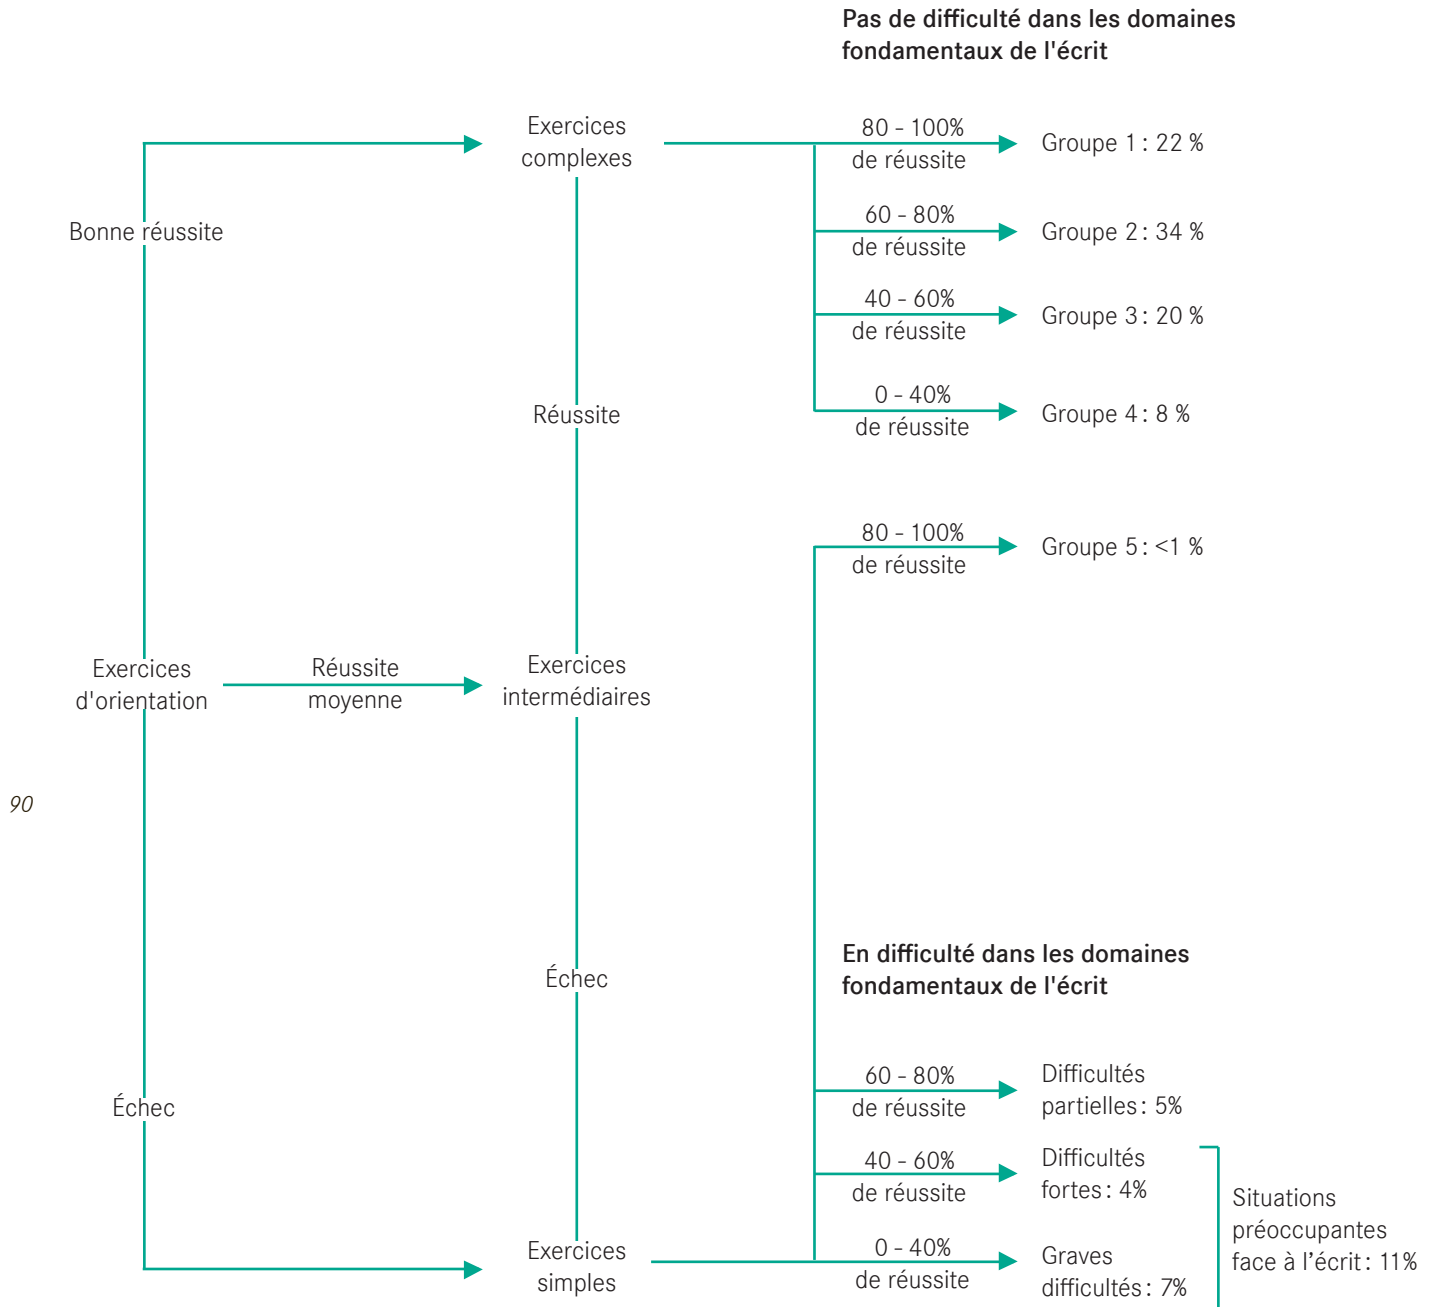 Pas de difficulté dans les domaines
fondamentaux de l'écrit
Exercices
complexes
80 - 100%
de réussite
Groupe 1 : 22 %
Bonne réussite
60 - 80%
de réussite
Groupe 2 : 34 %
40 - 60%
de réussite
Groupe 3 : 20 %
0 - 40%
de réussite
Groupe 4 : 8 %
Réussite
80 - 100%
de réussite
Groupe 5 : <1 %
Exercices
d'orientation
Réussite
moyenne
Exercices
intermédiaires
90
En difficulté dans les domaines
fondamentaux de l'écrit
Échec
Échec
60 - 80%
de réussite
Difficultés
partielles : 5%
40 - 60%
de réussite
Difficultés
fortes : 4%
Situations
préoccupantes
face à l’écrit : 11%
Exercices
simples
0 - 40%
de réussite
Graves
difficultés : 7%